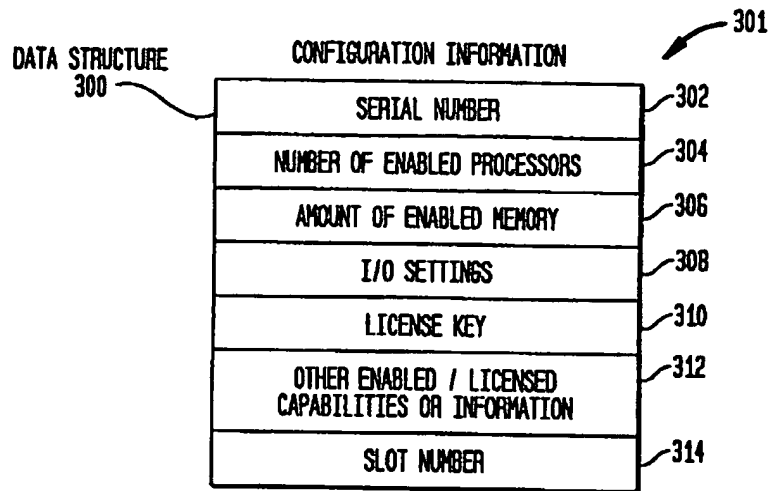 301
CONFIGURATION INFORMATION
DATA STRUCTURE
300
SERIAL NUMBER
302
NUMBER OF ENABLED PROCESSORS
304
AMOUNT OF ENABLED MEMORY
306
I/O SETTINGS
308
LICENSE KEY
310
OTHER ENABLED / LICENSED
CAPABILITIES OR INFORMATION
312
SLOT NUMBER
314